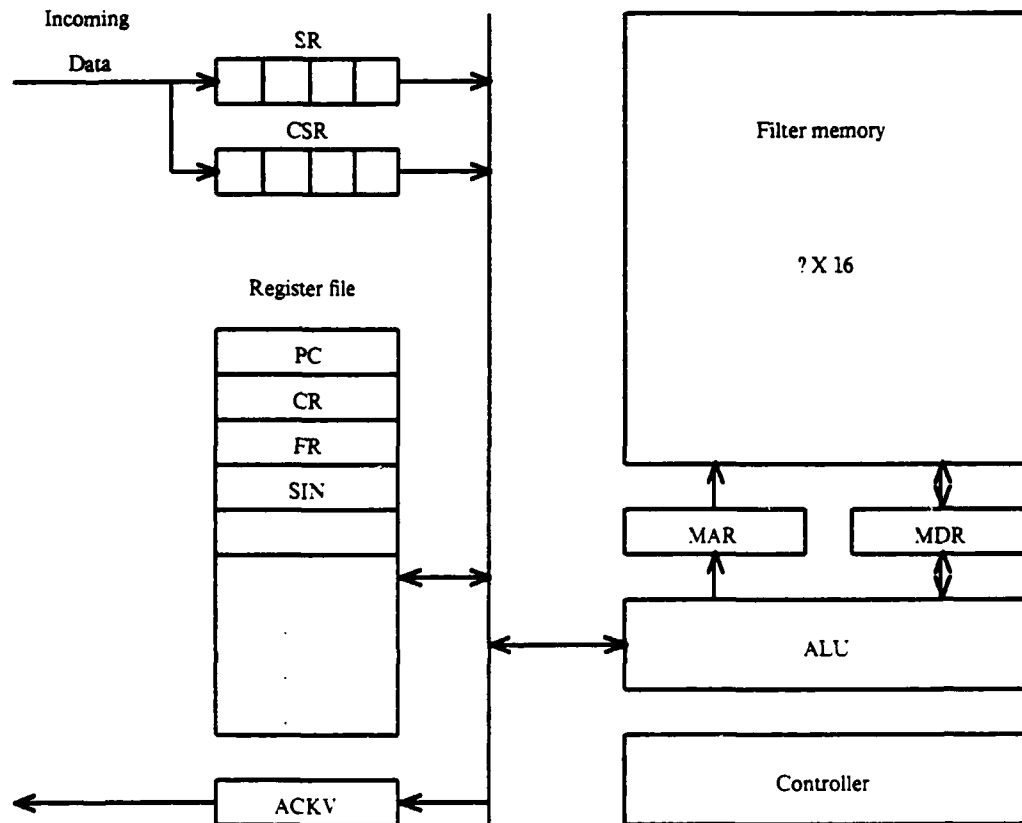 Incoming
Data
SR
CSR
Filter memory
? X 16
Register file
PC
CR
FR
SIN
MAR
MDR
ALU
Controller
ACKV